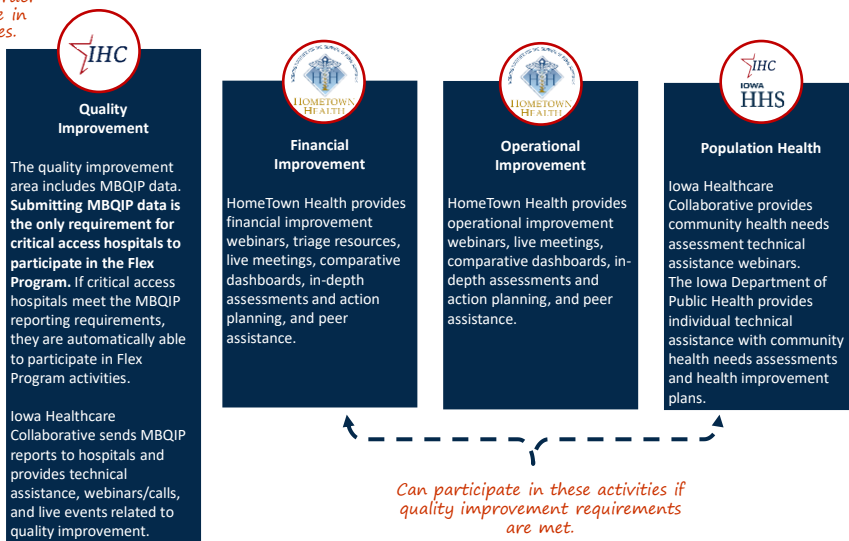 e in
es.
IHC
Quality
Improvement
The quality improvement
area includes MBQIP data.
Submitting MBQIP data is
the only requirement for
critical access hospitals to
participate in the Flex
Program. If critical access
hospitals meet the MBQIP
reporting requirements,
they are automatically able
to participate in Flex
Program activities.
Iowa Healthcare
Collaborative sends MBQIP
reports to hospitals and
provides technical
assistance, webinars/calls,
and live events related to
quality improvement.
HH
HOMETOWN
HEALTH
Financial
Improvement
HomeTown Health provides
financial improvement
webinars, triage resources,
live meetings, comparative
dashboards, in-depth
assessments and action
planning, and peer
assistance.
HH
HOMETOWN
HEALTH
Operational
Improvement
HomeTown Health provides
operational improvement
webinars, live meetings,
comparative dashboards, in-
depth assessments and
action planning, and peer
assistance.
IHC
IOWA
HHS
Population Health
Iowa Healthcare
Collaborative provides
community health needs
assessment technical
assistance webinars.
The Iowa Department of
Public Health provides
individual technical
assistance with community
health needs assessments
and health improvement
plans.
Can participate in these activities if
quality improvement requirements
are met.